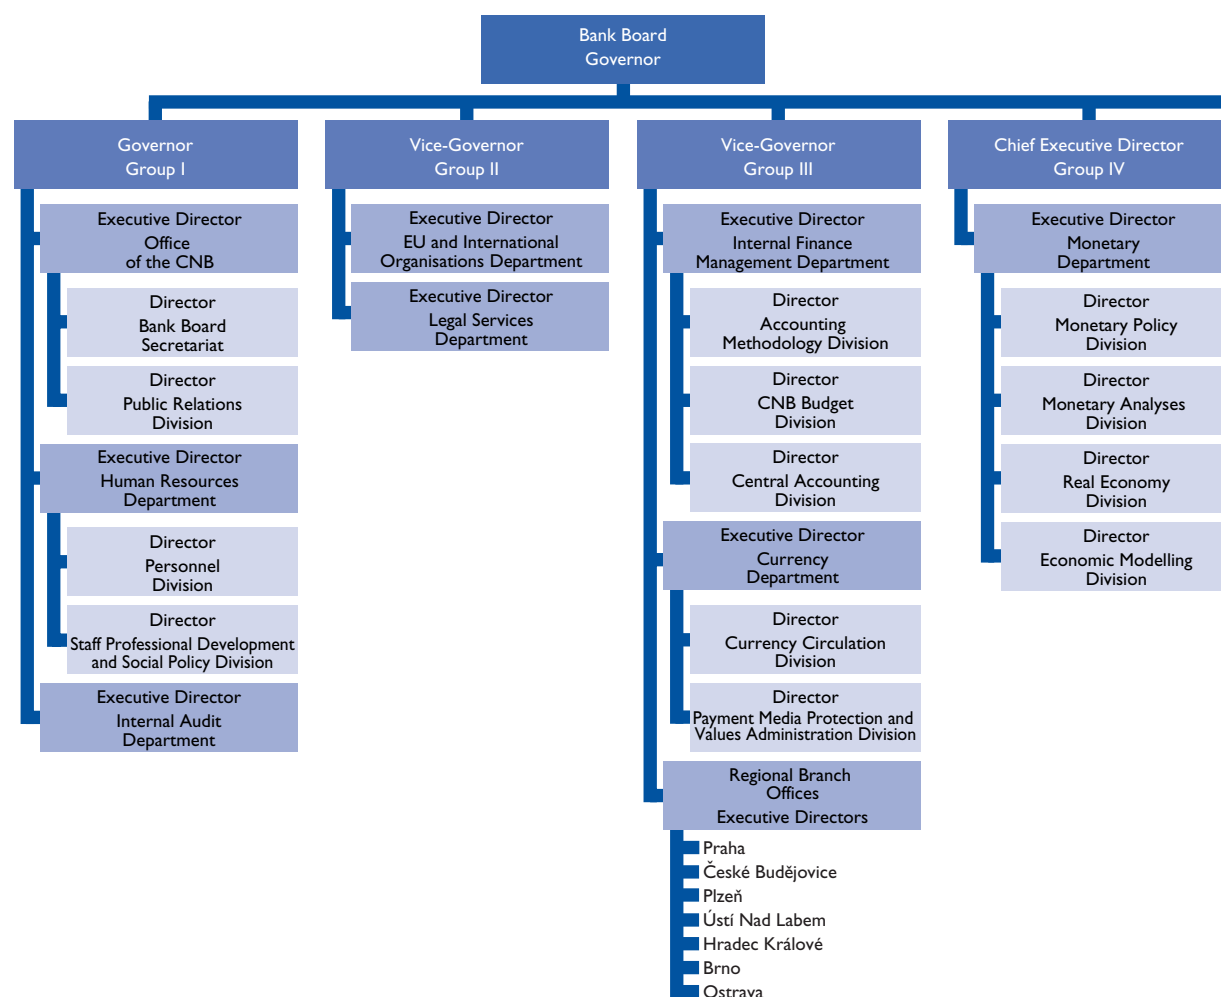 Bank Board
Governor
Governor
Group I
Executive Director
Office
of the CNB
Director
Bank Board
Secretariat
Director
Public Relations
Division
Executive Director
Human Resources
Department
Director
Personnel
Division
Director
Staff Professional Development
and Social Policy Division
Executive Director
Internal Audit
Department
Vice-Governor
Group II
Executive Director
EU and International
Organisations Department
Executive Director
Legal Services
Department
Vice-Governor
Group III
Executive Director
Internal Finance
Management Department
Director
Accounting
Methodology Division
Director
CNB Budget
Division
Director
Central Accounting
Division
Executive Director
Currency
Department
Director
Currency Circulation
Division
Director
Payment Media Protection and
Values Administration Division
Regional Branch
Offices
Executive Directors
Praha
České Budějovice
Plzeň
Ústí Nad Labem
Hradec Králové
Brno
Ostrava
Chief Executive Director
Group IV
Executive Director
Monetary
Department
Director
Monetary Policy
Division
Director
Monetary Analyses
Division
Director
Real Economy
Division
Director
Economic Modelling
Division